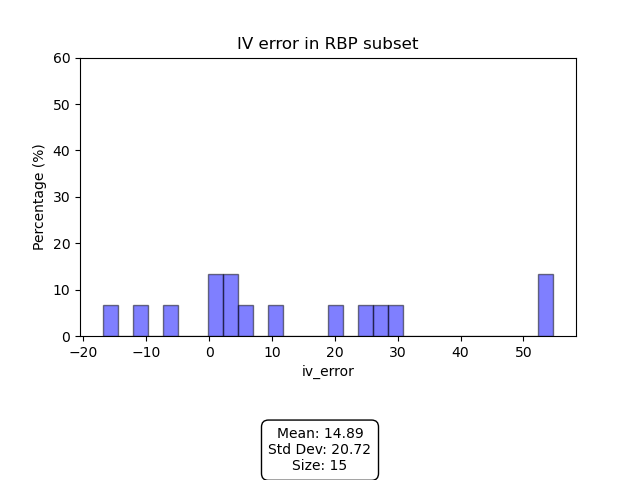 IV error in RBP subset
60
50
40
30
20
10
0
Percentage (%)
−20
−10
0
10
20
30
40
50
iv_error
Mean: 14.89
Std Dev: 20.72
Size: 15